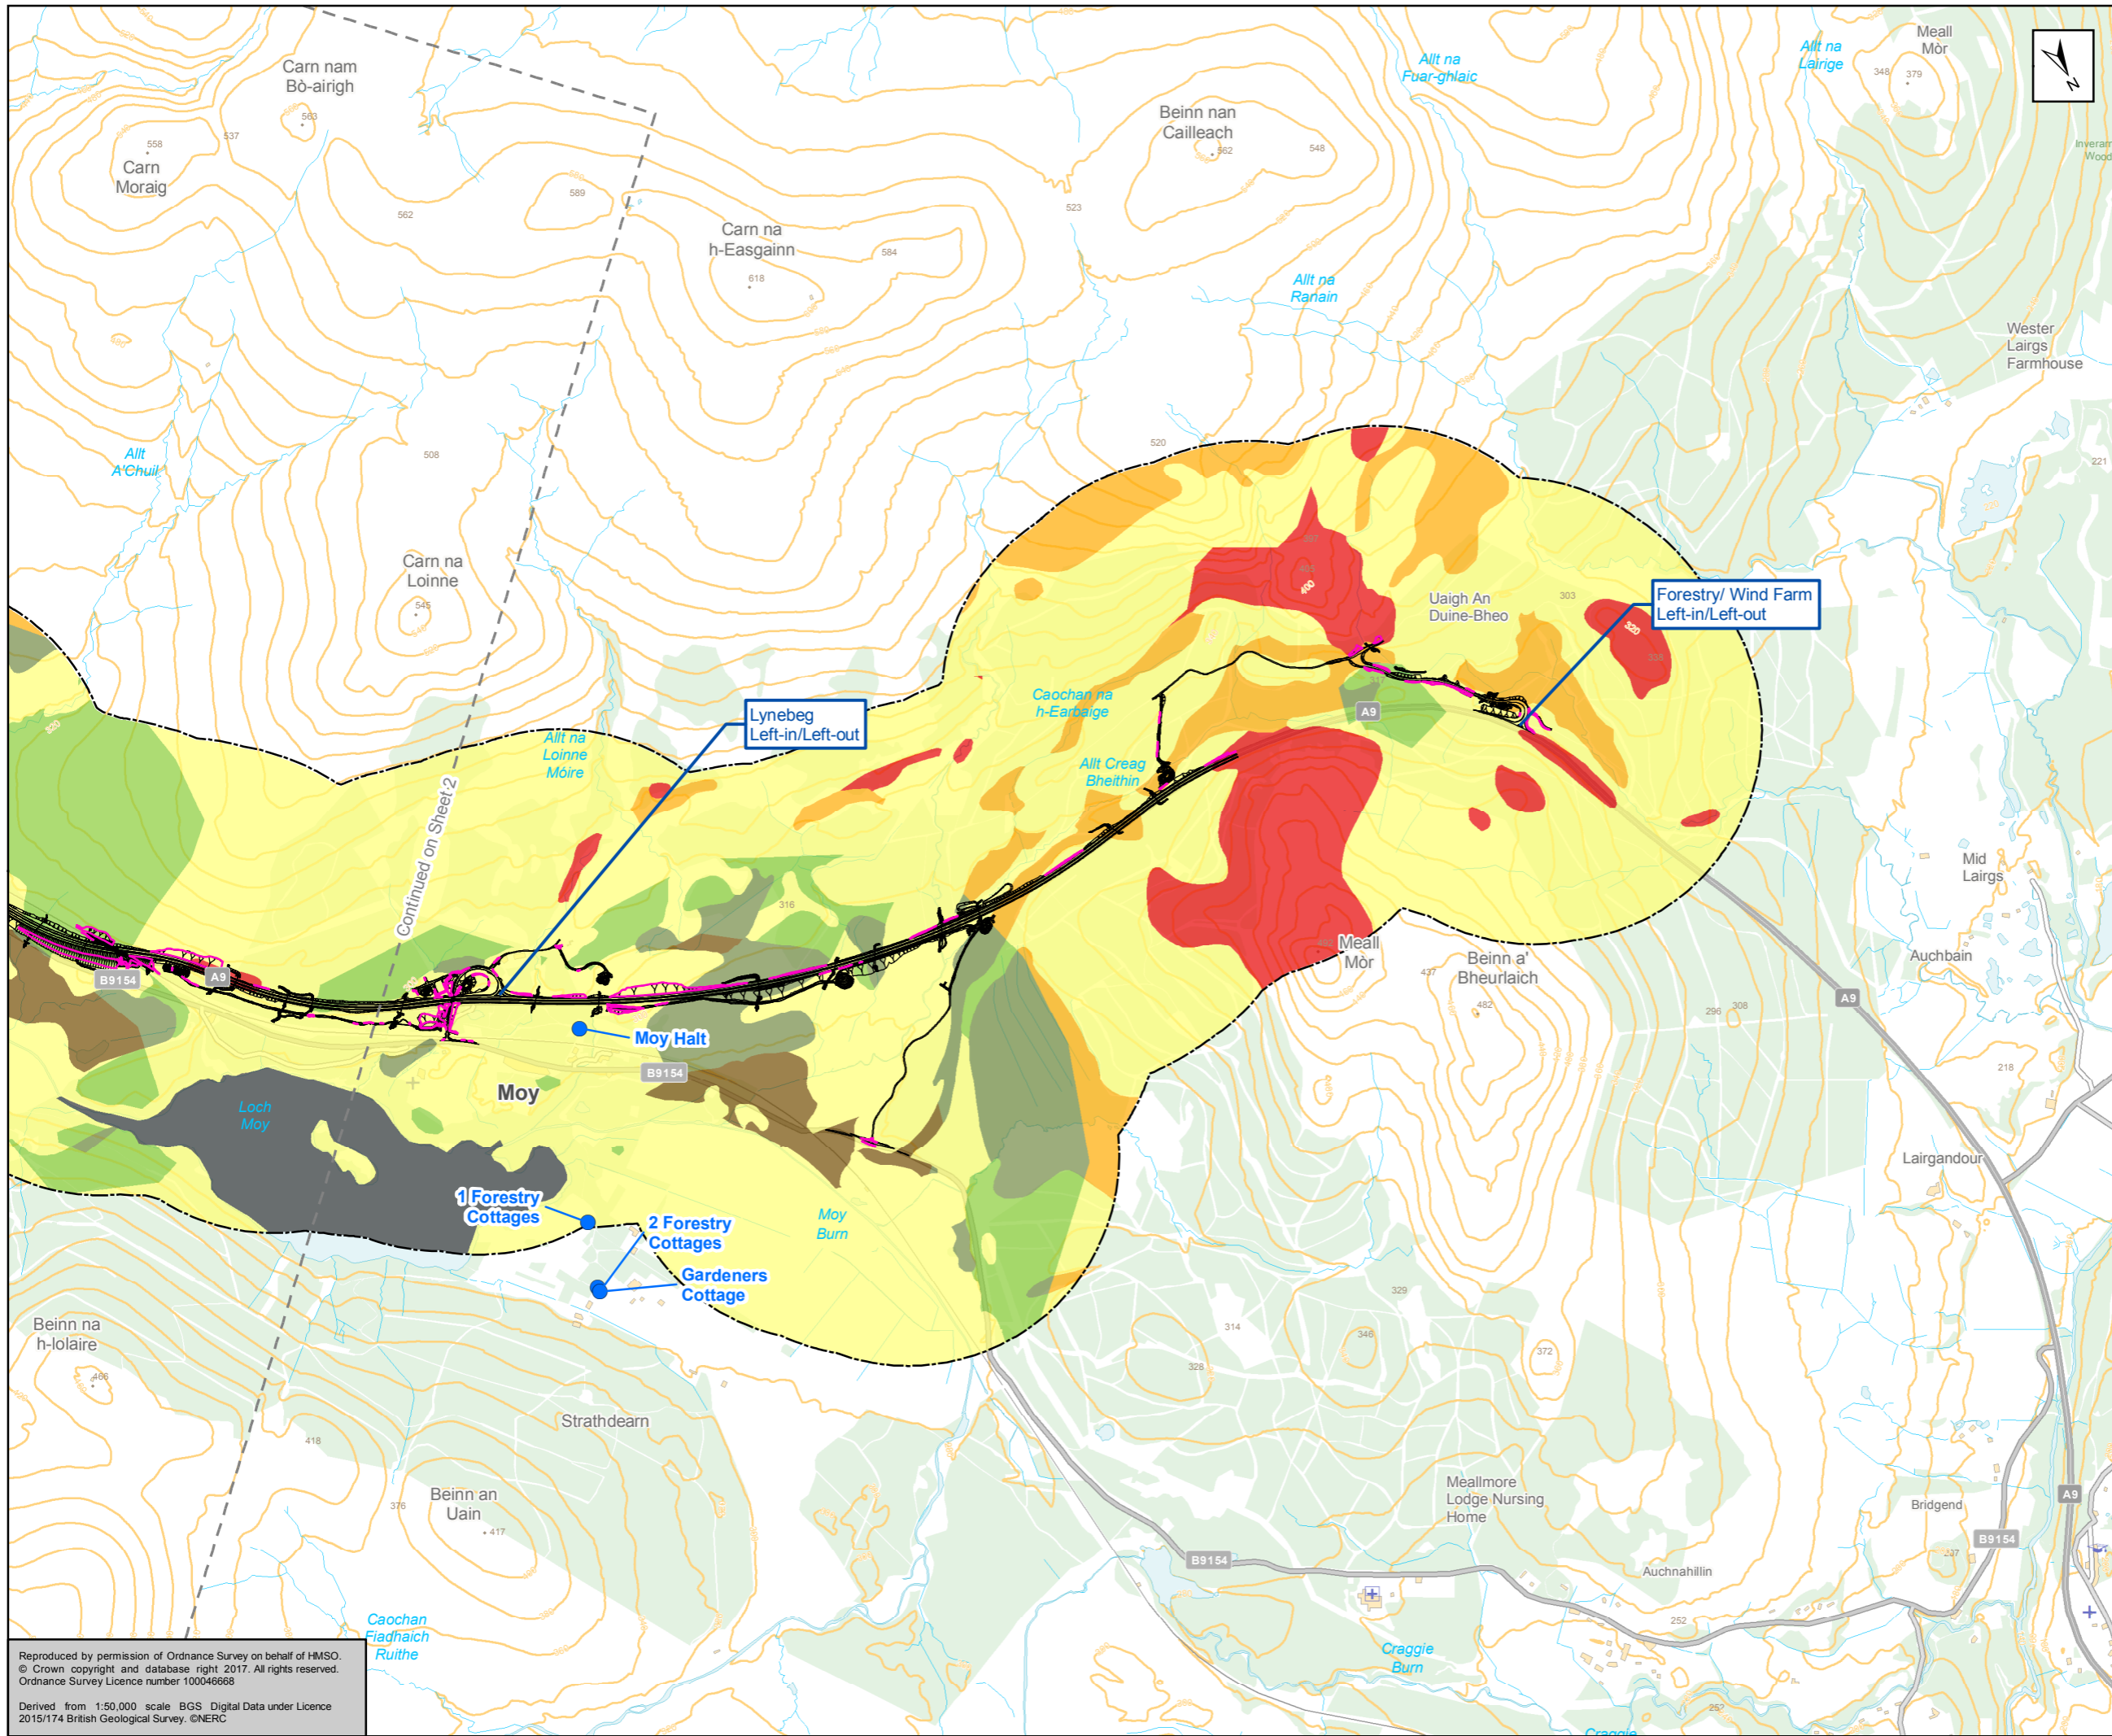 Meall
Mòr
348
379
Allt na
Lairige
Allt na
Fuar-ghlaic
N
Carn nam
Bò-airigh
563
537
558
Carn
Moraig
Beinn nan
Cailleach
562
548
589
562
523
Carn na
h-Easgainn
584
618
Allt na
Ranain
Wester
Lairgs
Farmhouse
520
508
221
Allt
A'Chuil
397
400
Carn na
Loinne
545
Uaigh An
Duine-Bheo
303
Forestry/ Wind Farm
Left-in/Left-out
320
338
317
Caochan na
h-Earbaige
A9
Lynebeg
Left-in/Left-out
Allt na
Loinne
Móire
Allt Creag
Bheithin
320
Continued on Sheet 2
316
Mid
Lairgs
Meall
Mòr
Beinn a'
Bheurlaich
437
482
Auchbain
B9154
A9
A9
296
308
Moy Halt
B9154
Moy
218
Loch
Moy
Lairgandour
1 Forestry
Cottages
2 Forestry
Cottages
Moy
Burn
Gardeners
Cottage
329
314
346
328
372
Beinn na
h-Iolaire
466
Strathdearn
418
376
Beinn an
Uain
417
Meallmore
Lodge Nursing
Home
A9
Bridgend
B9154
237
B9154
Auchnahillin
252
Caochan
Fiadhaich
Ruithe
Craggie
Burn
252
Craggie
Reproduced by permission of Ordnance Survey on behalf of HMSO.
© Crown copyright and database right 2017. All rights reserved.
Ordnance Survey Licence number 100046668
Derived from 1:50,000 scale BGS Digital Data under Licence
2015/174 British Geological Survey. ©NERC